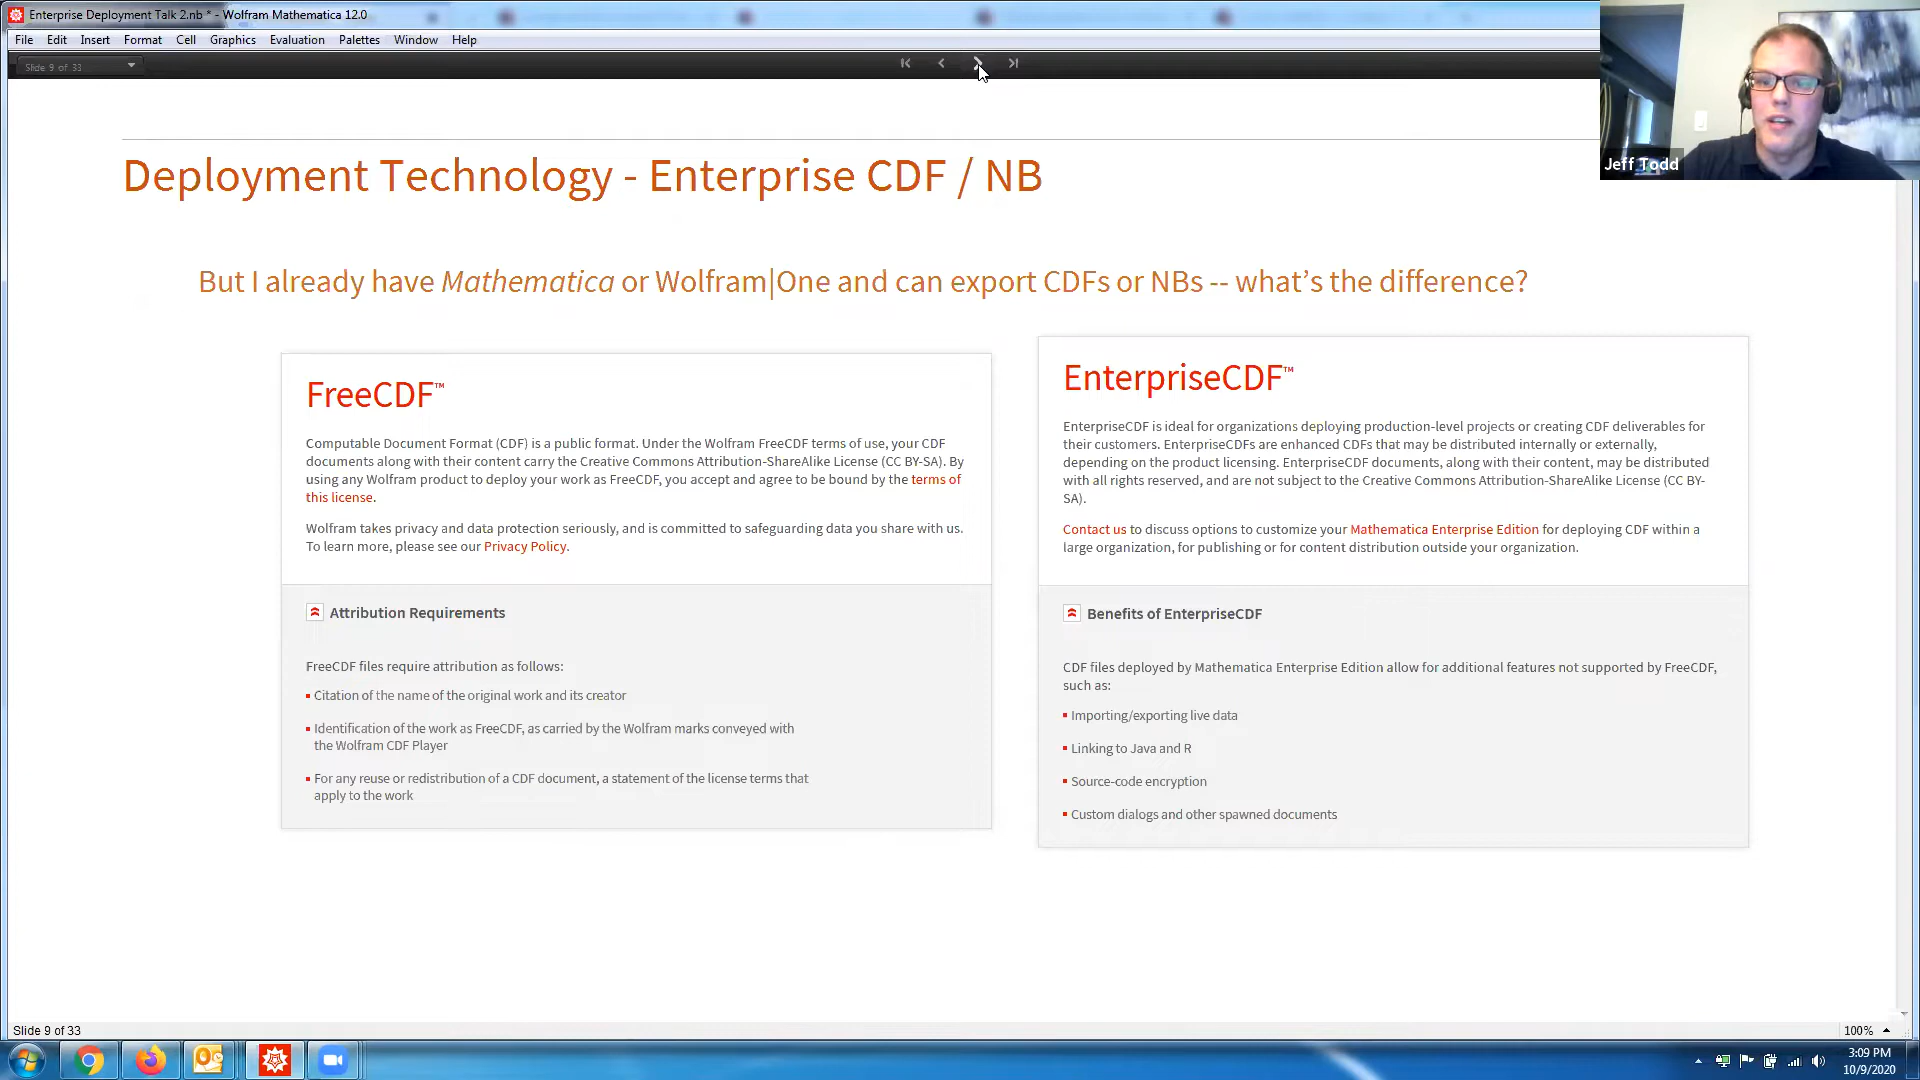 Enterprise Deployment Talk 2.nb * - Wolfram Mathematica 12.0
File Edit Insert Format Cell Graphics Evaluation Palettes Window Help
Slide 9 of 33
Jeff Todd
Deployment Technology - Enterprise CDF / NB
But I already have Mathematica or Wolfram|One and can export CDFs or NBs -- what's the difference?
FreeCDF™
Computable Document Format (CDF) is a public format. Under the Wolfram FreeCDF terms of use, your CDF
documents along with their content carry the Creative Commons Attribution-ShareAlike License (CC BY-SA). By
using any Wolfram product to deploy your work as FreeCDF, you accept and agree to be bound by the terms of
this license.
Wolfram takes privacy and data protection seriously, and is committed to safeguarding data you share with us.
To learn more, please see our Privacy Policy.
Attribution Requirements
FreeCDF files require attribution as follows:
Citation of the name of the original work and its creator
Identification of the work as FreeCDF, as carried by the Wolfram marks conveyed with
the Wolfram CDF Player
For any reuse or redistribution of a CDF document, a statement of the license terms that
apply to the work
EnterpriseCDF™
EnterpriseCDF is ideal for organizations deploying production-level projects or creating CDF deliverables for
their customers. EnterpriseCDFs are enhanced CDFs that may be distributed internally or externally,
depending on the product licensing. EnterpriseCDF documents, along with their content, may be distributed
with all rights reserved, and are not subject to the Creative Commons Attribution-ShareAlike License (CC BY-
SA).
Contact us to discuss options to customize your Mathematica Enterprise Edition for deploying CDF within a
large organization, for publishing or for content distribution outside your organization.
Benefits of EnterpriseCDF
CDF files deployed by Mathematica Enterprise Edition allow for additional features not supported by FreeCDF,
such as:
Importing/exporting live data
Linking to Java and R
Source-code encryption
Custom dialogs and other spawned documents
Slide 9 of 33
100%
3:09 PM
10/9/2020